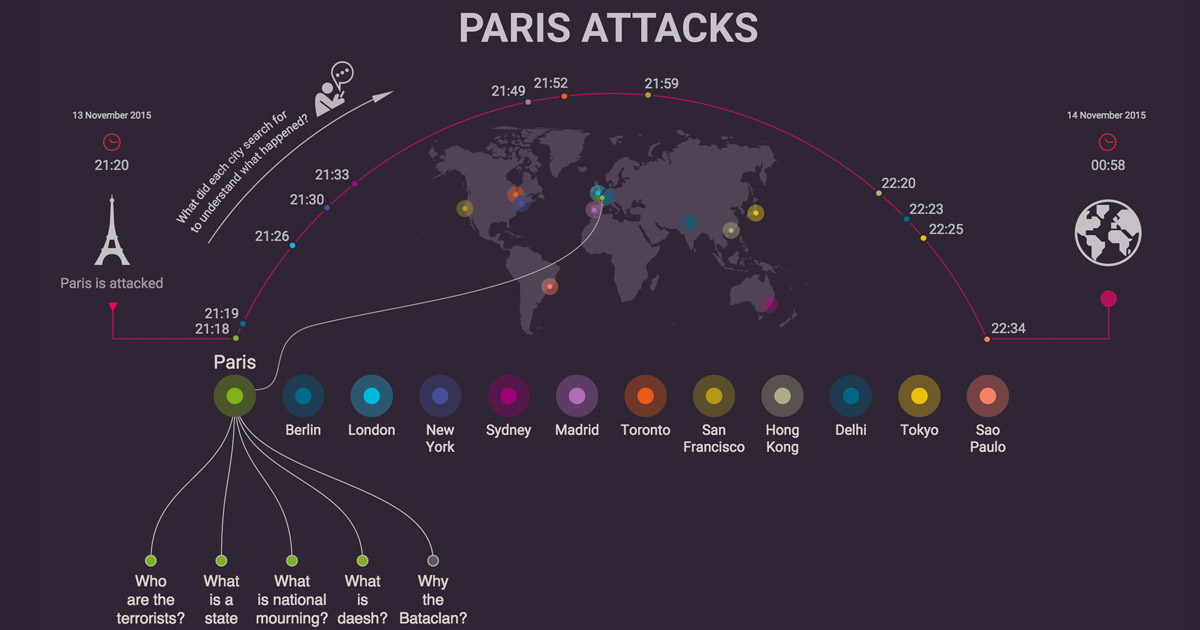 PARIS ATTACKS
13 November 2015
21:20
Paris is attacked
What did each city search for
to understand what happened?
21:18
21:19
21:26
21:30
21:33
21:49
21:52
21:59
22:20
22:23
22:25
22:34
14 November 2015
00:58
Paris
Berlin
London
New
York
Sydney
Madrid
Toronto
San
Francisco
Hong
Kong
Delhi
Tokyo
Sao
Paulo
Who
are the
terrorists?
What
is a
state
What
is national
mourning?
What
is
daesh?
Why
the
Bataclan?